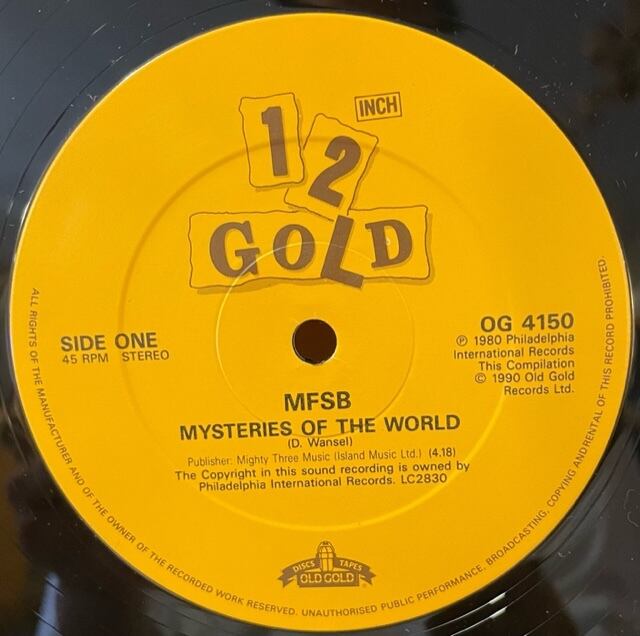 12
INCH
GOLD
SIDE ONE
45 RPM STEREO
OG 4150
℗ 1980 Philadelphia
International Records
This Compilation
© 1990 Old Gold
Records Ltd.
MFSB
MYSTERIES OF THE WORLD
(D. Wansel)
Publisher: Mighty Three Music (Island Music Ltd.) (4.18)
The Copyright in this sound recording is owned by
Philadelphia International Records. LC2830
DISCS TAPES
OLD GOLD
ALL RIGHTS OF THE MANUFACTURER AND OF THE OWNER OF THE RECORDED WORK RESERVED. UNAUTHORISED PUBLIC PERFORMANCE, BROADCASTING, COPYING ANDRENTAL OF THIS RECORD PROHIBITED.